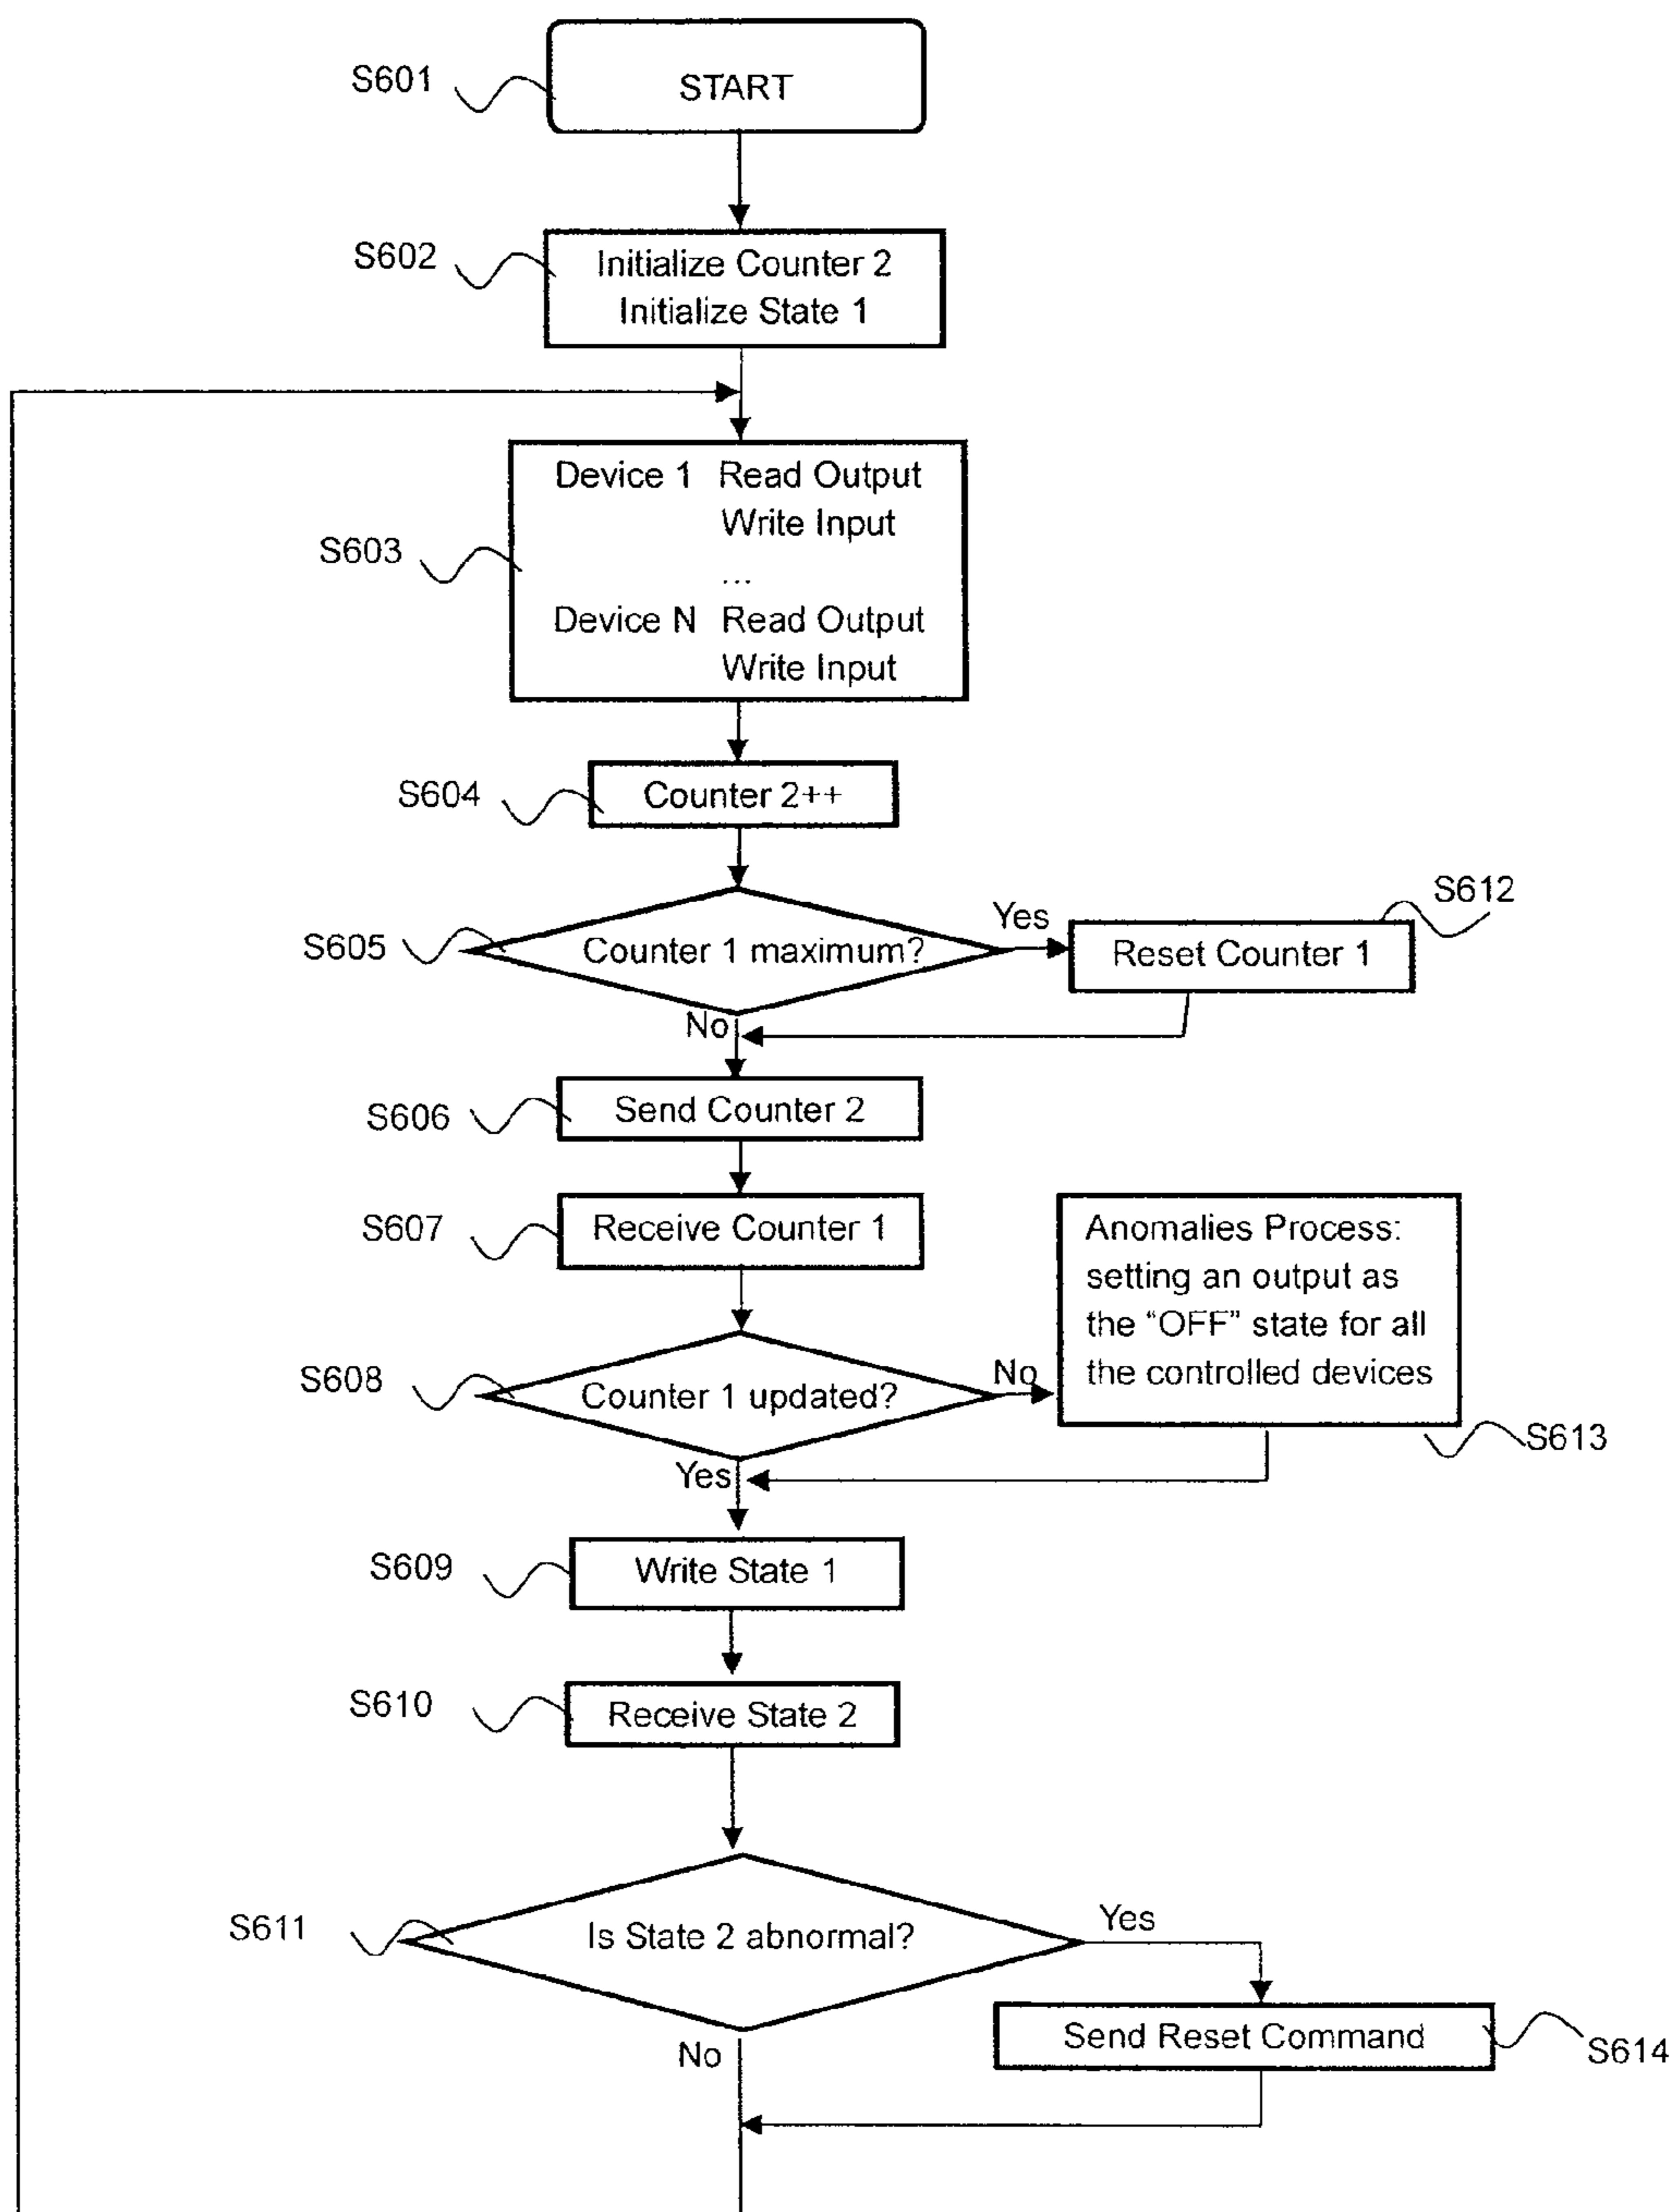 S601
START
S602
Initialize Counter 2
Initialize State 1
Device 1 Read Output
Write Input
S603
...
Device N Read Output
Write Input
S604
Counter 2++
S605
Counter 1 maximum?
Yes
S612
Reset Counter 1
No
S606
Send Counter 2
S607
Receive Counter 1
Anomalies Process:
setting an output as
the “OFF” state for all
the controlled devices
S608
Counter 1 updated?
No
S613
Yes
S609
Write State 1
S610
Receive State 2
S611
Is State 2 abnormal?
Yes
Send Reset Command
S614
No